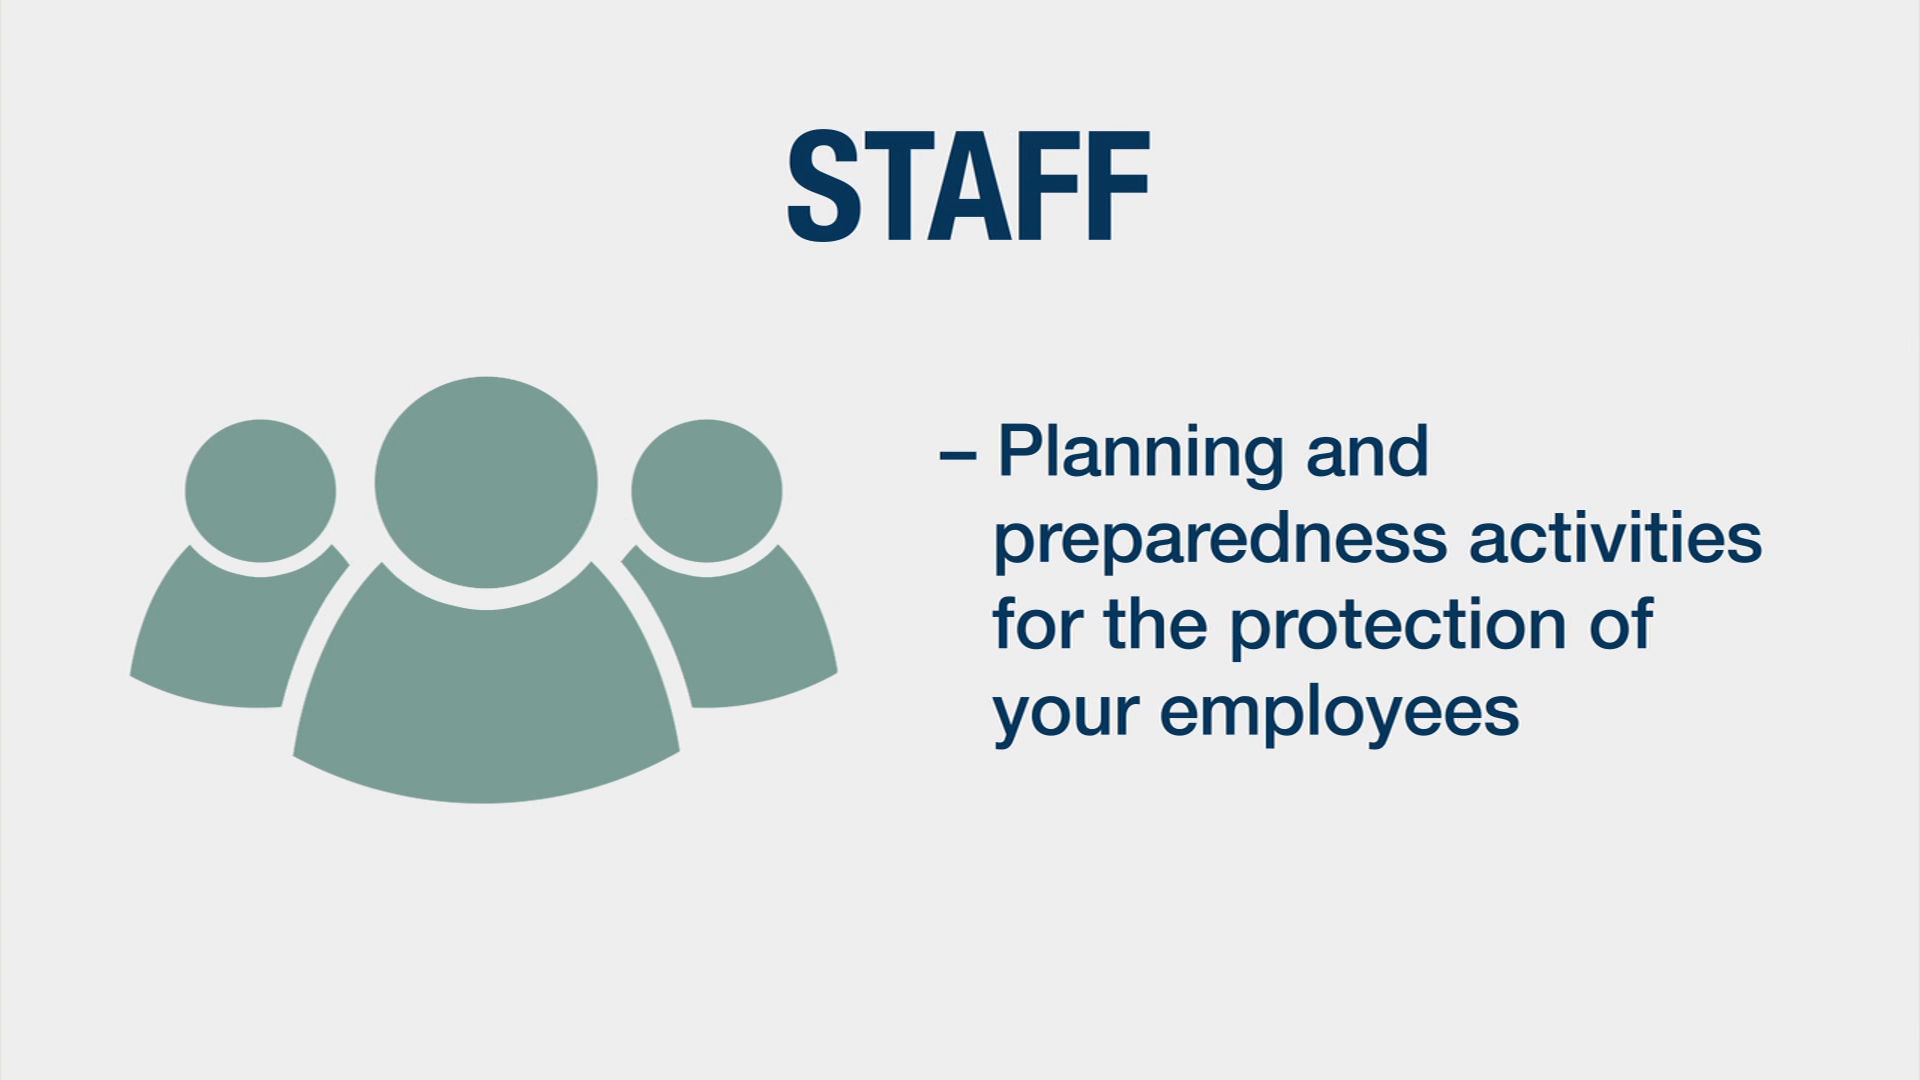 STAFF
– Planning and
preparedness activities
for the protection of
your employees